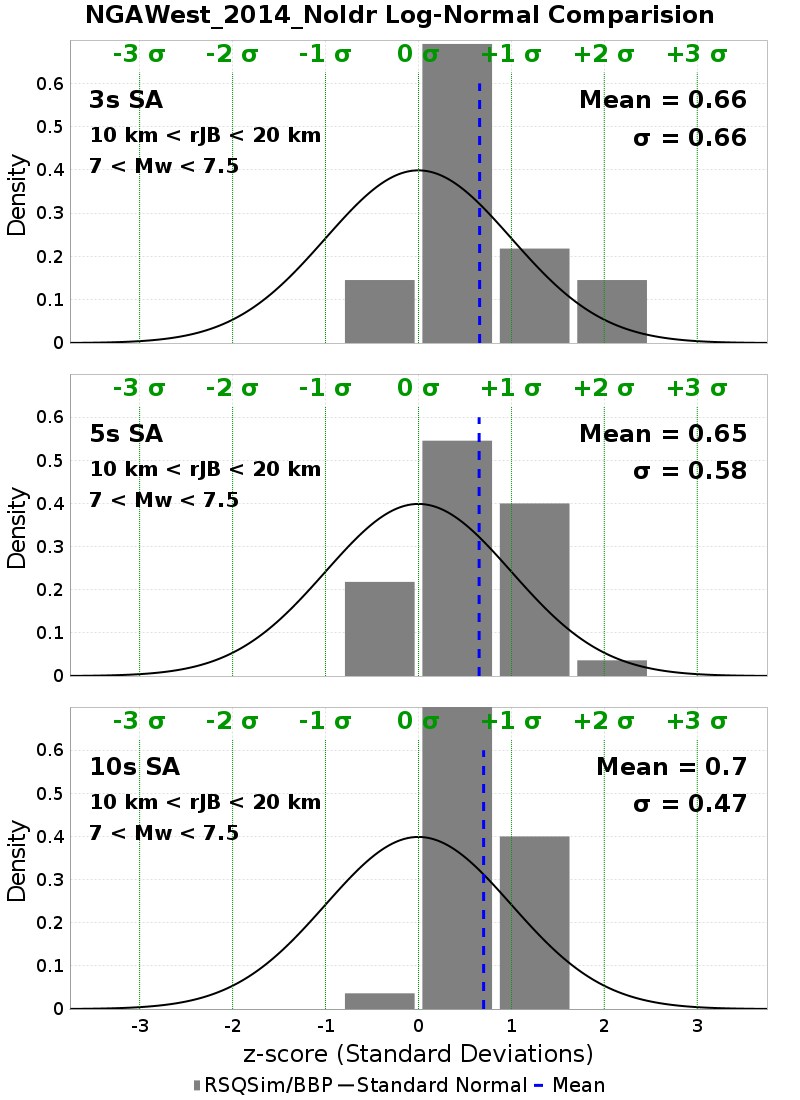 NGAWest_2014_NoIdr Log-Normal Comparision
-3 σ -2 σ -1 σ 0 σ +1 σ +2 σ +3 σ
3s SA
10 km < rJB < 20 km
7 < Mw < 7.5
Mean = 0.66
σ = 0.66
0.6
0.5
0.4
0.3
0.2
0.1
0
Density
-3 σ -2 σ -1 σ 0 σ +1 σ +2 σ +3 σ
5s SA
10 km < rJB < 20 km
7 < Mw < 7.5
Mean = 0.65
σ = 0.58
0.6
0.5
0.4
0.3
0.2
0.1
0
Density
-3 σ -2 σ -1 σ 0 σ +1 σ +2 σ +3 σ
10s SA
10 km < rJB < 20 km
7 < Mw < 7.5
Mean = 0.7
σ = 0.47
0.6
0.5
0.4
0.3
0.2
0.1
0
Density
-3 -2 -1 0 1 2 3
z-score (Standard Deviations)
RSQSim/BBP Standard Normal Mean